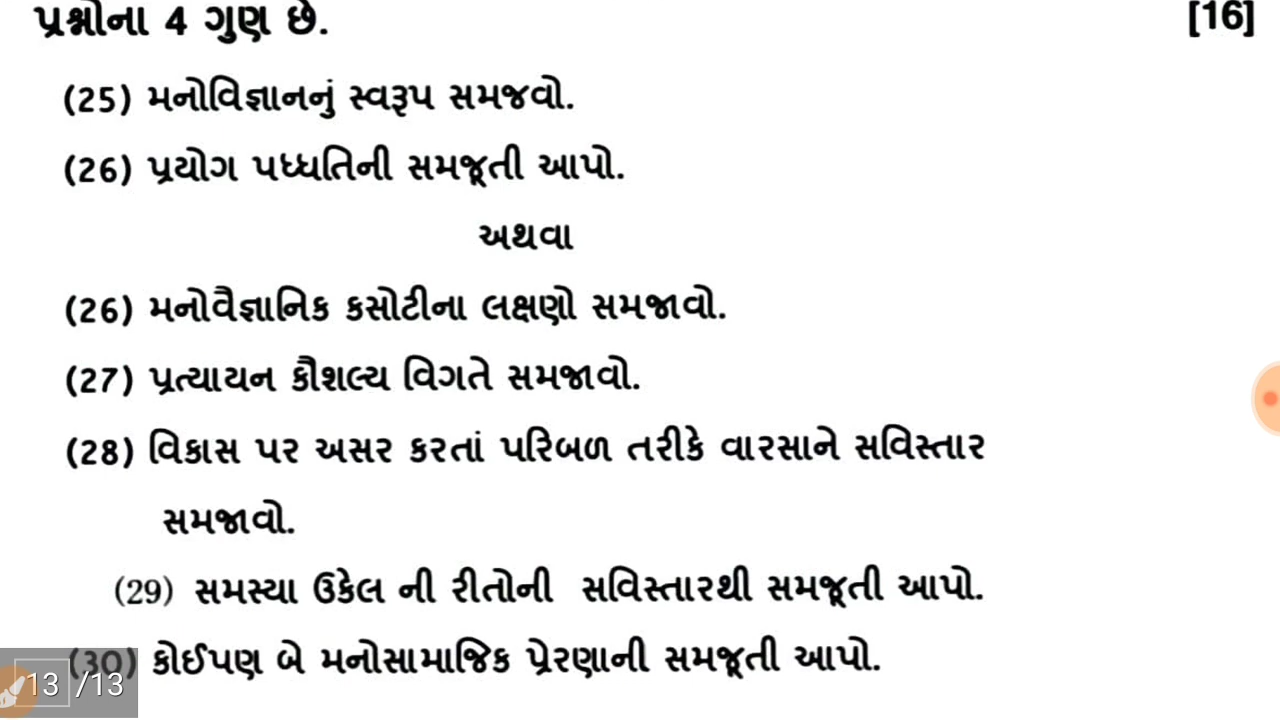 પ્રશ્નોના 4 ગુણ છે. [16]
(25) મનોવિજ્ઞાનનું સ્વરૂપ સમજવો.
(26) પ્રયોગ પધ્ધતિની સમજૂતી આપો.
અથવા
(26) મનોવૈજ્ઞાનિક કસોટીના લક્ષણો સમજાવો.
(27) પ્રત્યાયન કૌશલ્ય વિગતે સમજાવો.
(28) વિકાસ પર અસર કરતાં પરિબળ તરીકે વારસાને સવિસ્તાર
સમજાવો.
(29) સમસ્યા ઉકેલ ની રીતોની સવિસ્તારથી સમજૂતી આપો.
(30) કોઈપણ બે મનોસામાજિક પ્રેરણાની સમજૂતી આપો.
13 /13